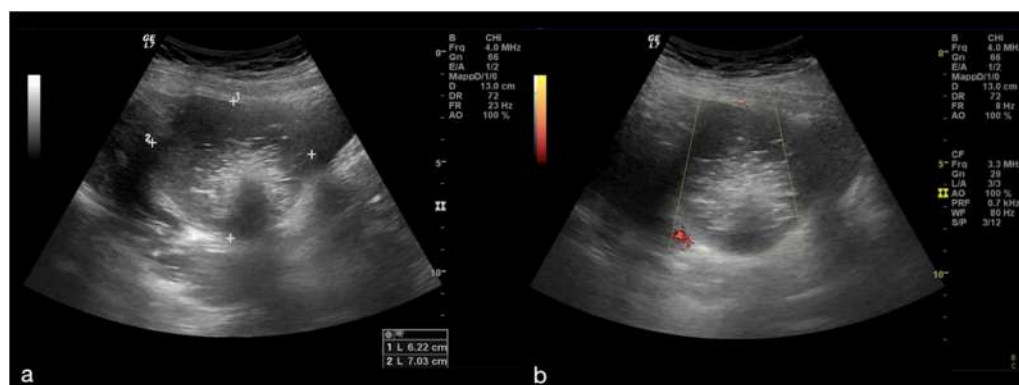 GE
L7
B CHI
Frq 4.0 MHz
Gn 66
E/A 1/2
MappD/1/0
D 13.0 cm
DR 72
FR 23 Hz
AO 100 %
0
5
10
1
2
1 L 6.22 cm
2 L 7.03 cm
a
GE
L7
B CHI
Frq 4.0 MHz
Gn 66
E/A 1/2
MappD/1/0
D 13.0 cm
DR 72
FR 8 Hz
AO 100 %
CF
Frq 3.3 MHz
Gn 29
L/A 3/3
AO 100 %
PRF 0.7 kHz
WF 80 Hz
S/P 3/12
0
5
10
B
C
b